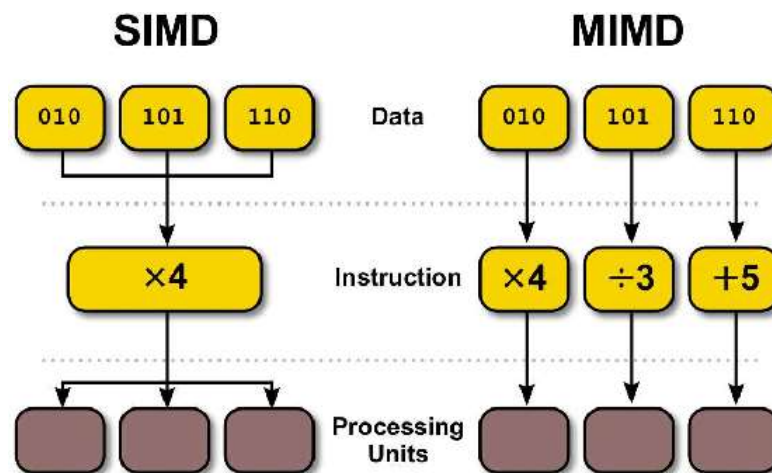 SIMD MIMD
010 101 110 Data 010 101 110
×4 Instruction ×4 ÷3 +5
Processing
Units